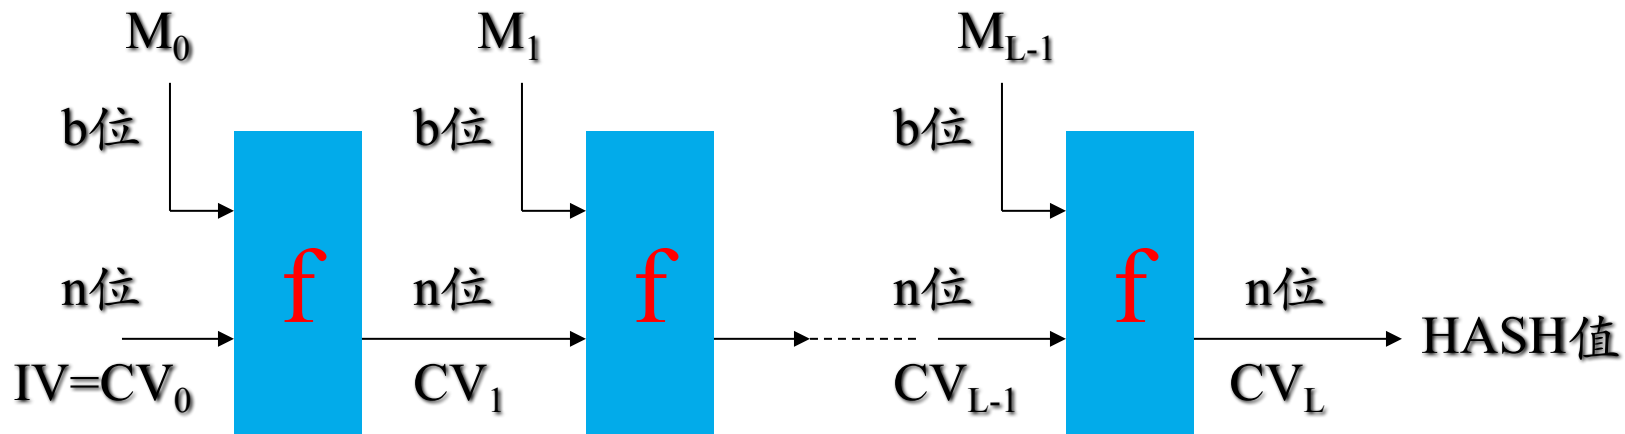 M0 M1 ML-1
b位 b位 b位
f f f
n位 n位 n位 n位
HASH值
IV=CV0 CV1 CVL-1 CVL